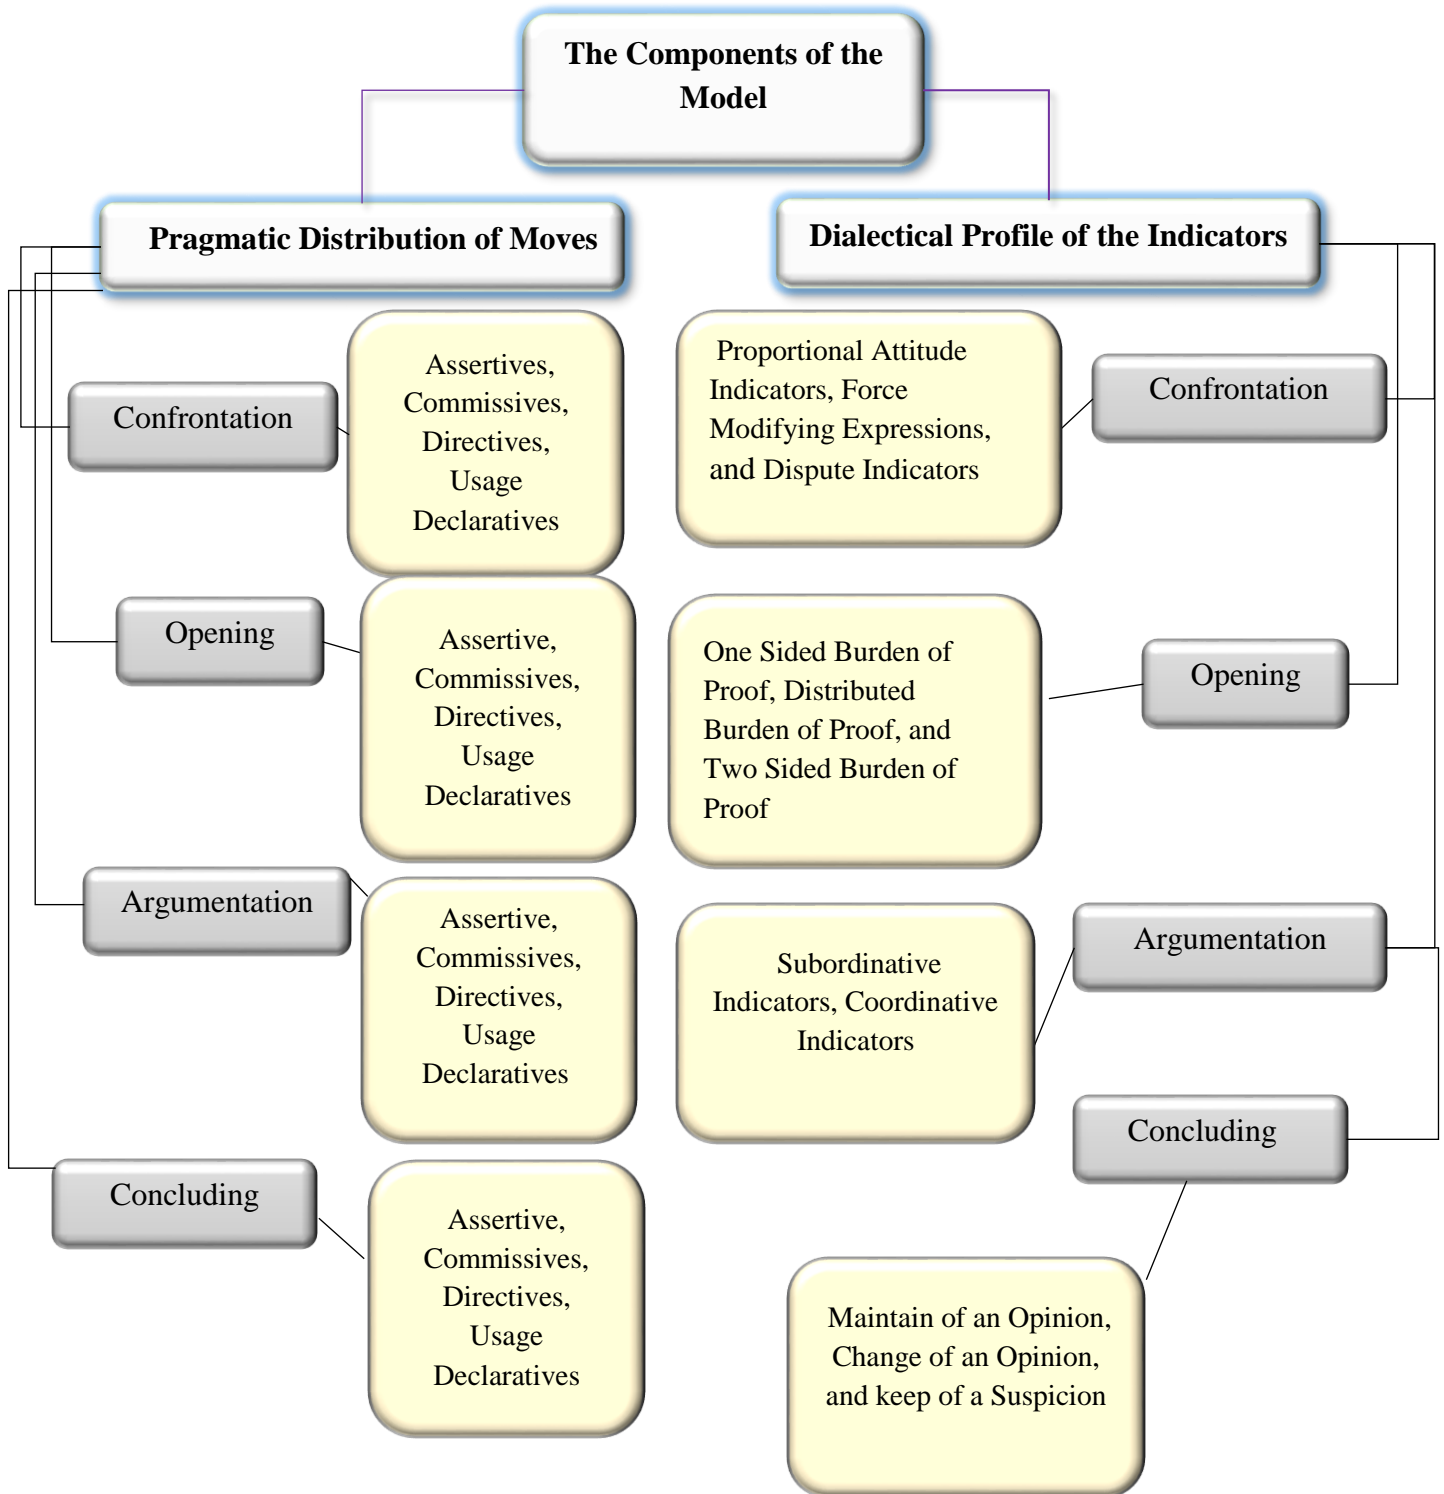 The Components of the
Model
Pragmatic Distribution of Moves
Dialectical Profile of the Indicators
Confrontation
Assertives,
Commissives,
Directives,
Usage
Declaratives
Proportional Attitude
Indicators, Force
Modifying Expressions,
and Dispute Indicators
Confrontation
Opening
Assertive,
Commissives,
Directives,
Usage
Declaratives
One Sided Burden of
Proof, Distributed
Burden of Proof, and
Two Sided Burden of
Proof
Opening
Argumentation
Assertive,
Commissives,
Directives,
Usage
Declaratives
Subordinative
Indicators, Coordinative
Indicators
Argumentation
Concluding
Assertive,
Commissives,
Directives,
Usage
Declaratives
Concluding
Maintain of an Opinion,
Change of an Opinion,
and keep of a Suspicion